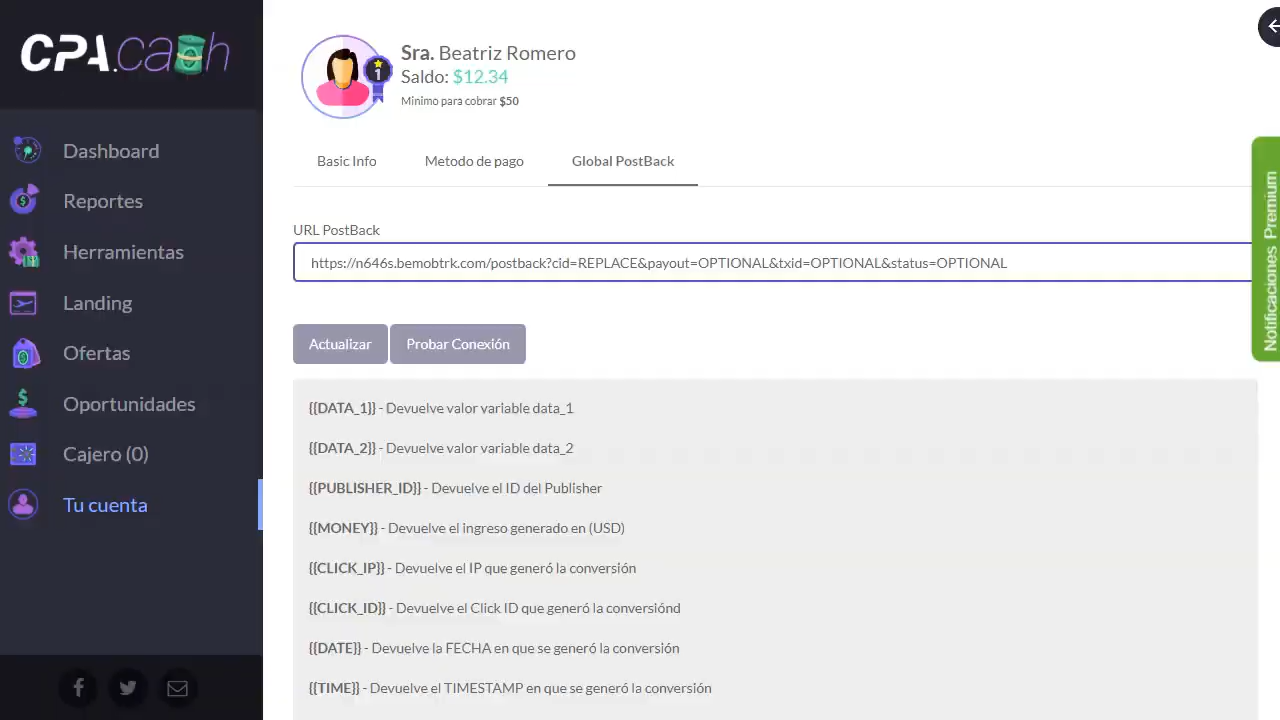 CPA.cash
Dashboard
Reportes
Herramientas
Landing
Ofertas
Oportunidades
Cajero (0)
Tu cuenta
1
Sra. Beatriz Romero
Saldo: $12.34
Minimo para cobrar $50
Basic Info
Metodo de pago
Global PostBack
URL PostBack
https://n646s.bemobtrk.com/postback?cid=REPLACE&payout=OPTIONAL&txid=OPTIONAL&status=OPTIONAL
Actualizar
Probar Conexión
{{DATA_1}} - Devuelve valor variable data_1
{{DATA_2}} - Devuelve valor variable data_2
{{PUBLISHER_ID}} - Devuelve el ID del Publisher
{{MONEY}} - Devuelve el ingreso generado en (USD)
{{CLICK_IP}} - Devuelve el IP que generó la conversión
{{CLICK_ID}} - Devuelve el Click ID que generó la conversiónd
{{DATE}} - Devuelve la FECHA en que se generó la conversión
{{TIME}} - Devuelve el TIMESTAMP en que se generó la conversión
Notificaciones Premium